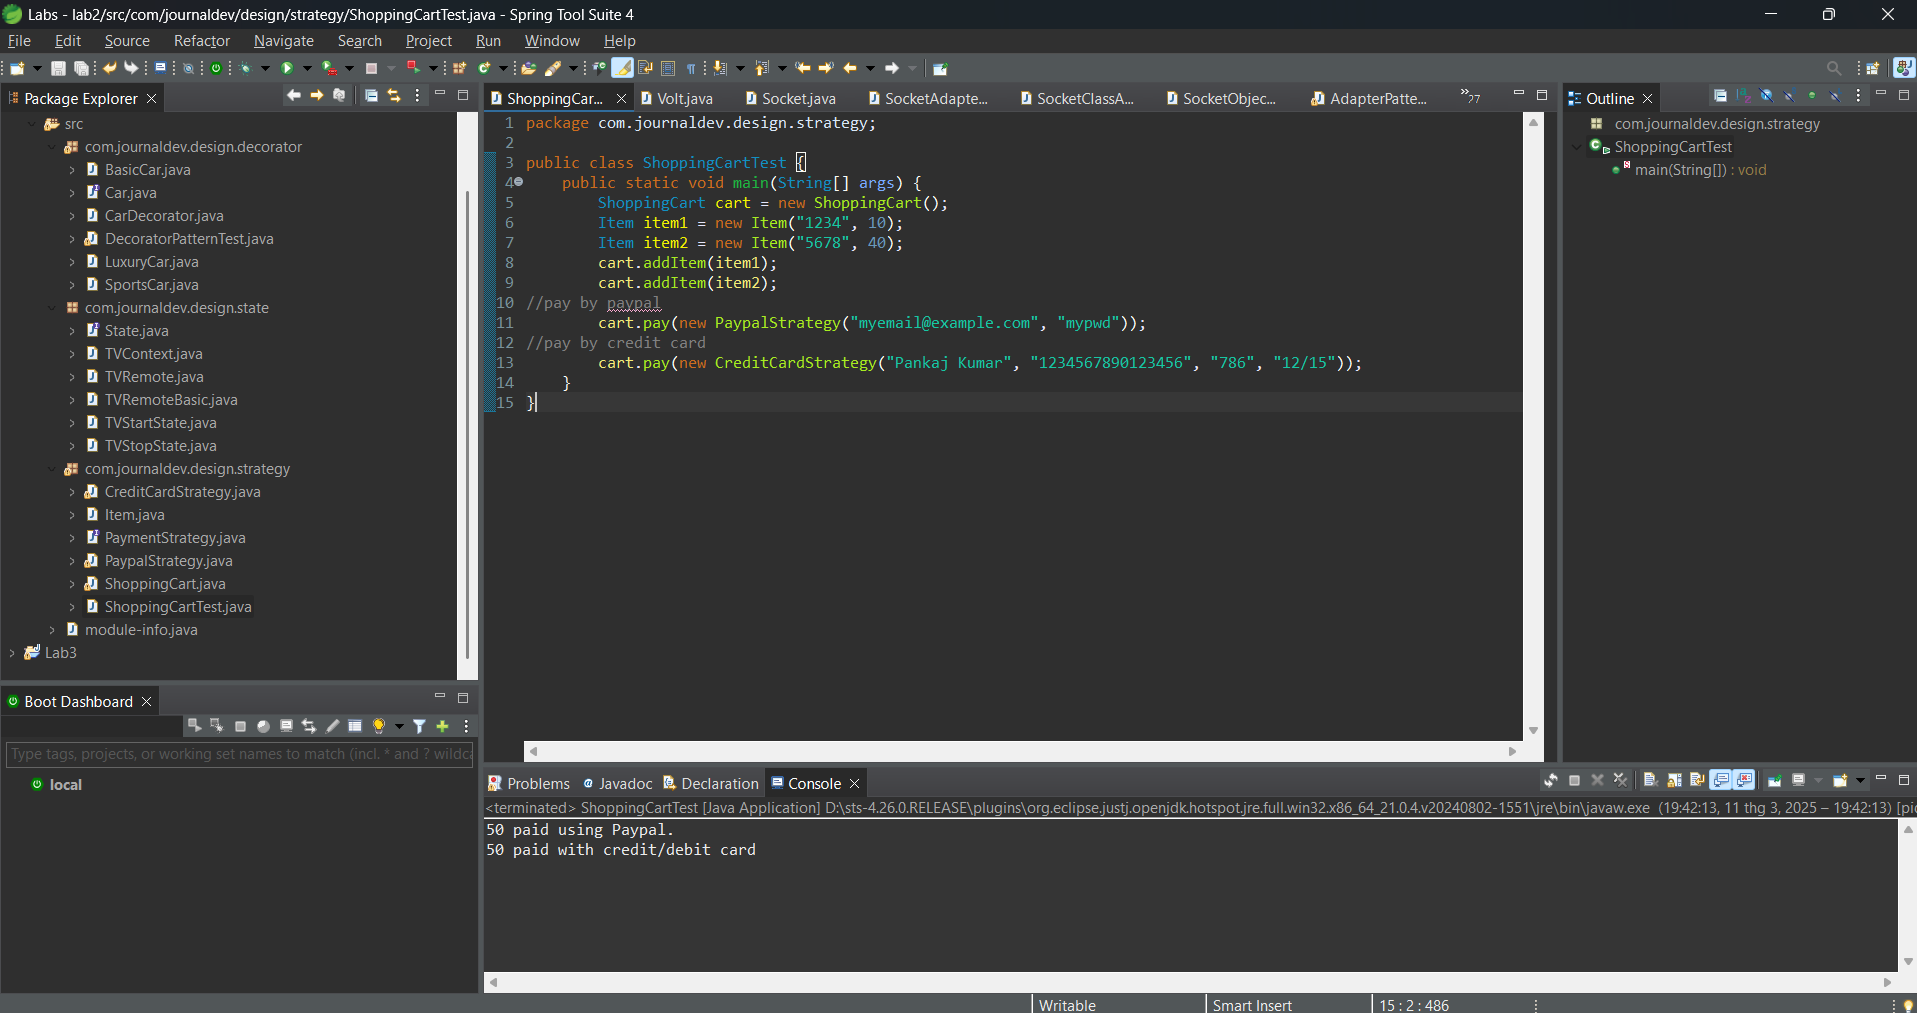 Labs - lab2/src/com/journaldev/design/strategy/ShoppingCartTest.java - Spring Tool Suite 4
File Edit Source Refactor Navigate Search Project Run Window Help
Package Explorer
src
com.journaldev.design.decorator
BasicCar.java
Car.java
CarDecorator.java
DecoratorPatternTest.java
LuxuryCar.java
SportsCar.java
com.journaldev.design.state
State.java
TVContext.java
TVRemote.java
TVRemoteBasic.java
TVStartState.java
TVStopState.java
com.journaldev.design.strategy
CreditCardStrategy.java
Item.java
PaymentStrategy.java
PaypalStrategy.java
ShoppingCart.java
ShoppingCartTest.java
module-info.java
Lab3
Boot Dashboard
Type tags, projects, or working set names to match (incl. * and ? wildca
local
ShoppingCar... Volt.java Socket.java SocketAdapte... SocketClassA... SocketObjec... AdapterPatte... »27
1 package com.journaldev.design.strategy;
2
3 public class ShoppingCartTest {
4 public static void main(String[] args) {
5 ShoppingCart cart = new ShoppingCart();
6 Item item1 = new Item("1234", 10);
7 Item item2 = new Item("5678", 40);
8 cart.addItem(item1);
9 cart.addItem(item2);
10 //pay by paypal
11 cart.pay(new PaypalStrategy("myemail@example.com", "mypwd"));
12 //pay by credit card
13 cart.pay(new CreditCardStrategy("Pankaj Kumar", "1234567890123456", "786", "12/15"));
14 }
15 }
Outline
com.journaldev.design.strategy
ShoppingCartTest
main(String[]) : void
Problems Javadoc Declaration Console
<terminated> ShoppingCartTest [Java Application] D:\sts-4.26.0.RELEASE\plugins\org.eclipse.justj.openjdk.hotspot.jre.full.win32.x86_64_21.0.4.v20240802-1551\jre\bin\javaw.exe (19:42:13, 11 thg 3, 2025 – 19:42:13) [pi
50 paid using Paypal.
50 paid with credit/debit card
Writable Smart Insert 15 : 2 : 486